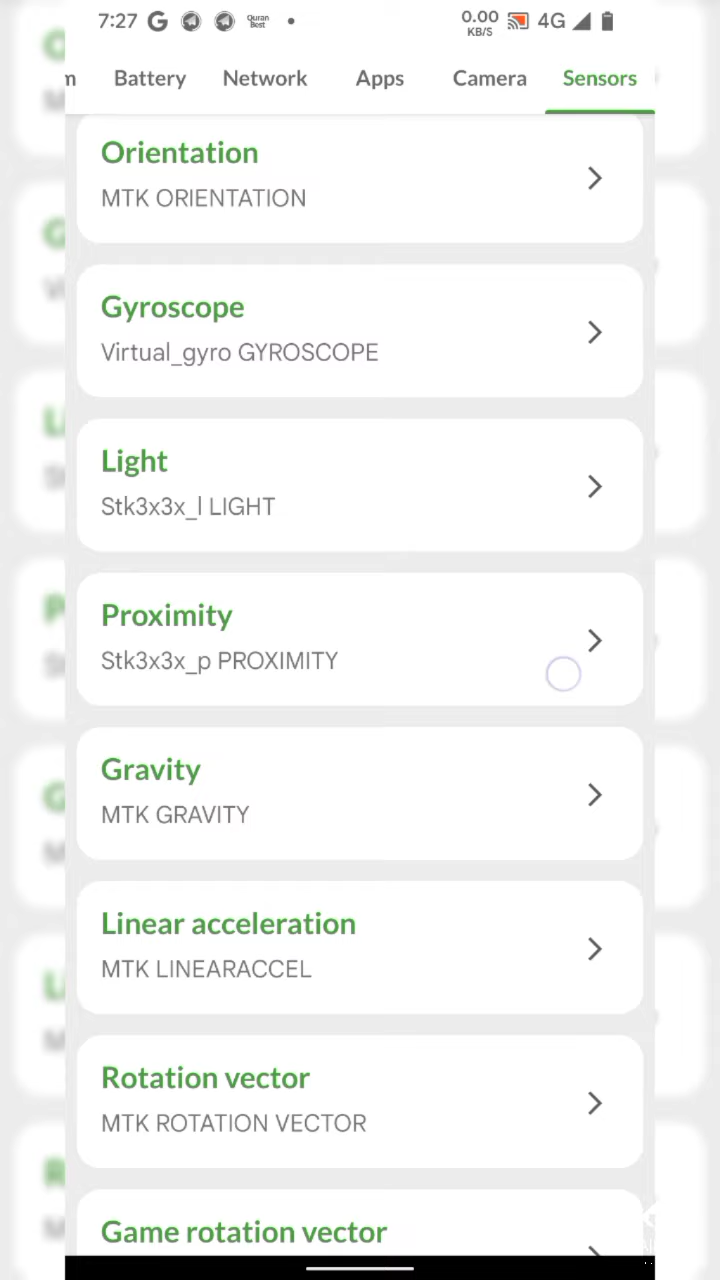 7:27
Quran
Best
0.00
KB/S
4G
m
Battery
Network
Apps
Camera
Sensors
Orientation
MTK ORIENTATION
Gyroscope
Virtual_gyro GYROSCOPE
Light
Stk3x3x_l LIGHT
Proximity
Stk3x3x_p PROXIMITY
Gravity
MTK GRAVITY
Linear acceleration
MTK LINEARACCEL
Rotation vector
MTK ROTATION VECTOR
Game rotation vector